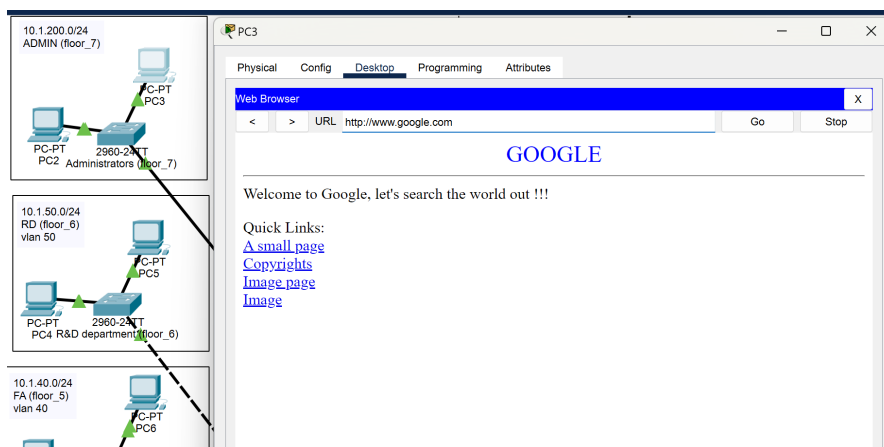 10.1.200.0/24
ADMIN (floor_7)
PC-PT
PC3
PC-PT
PC2
2960-24TT
Administrators (floor_7)
10.1.50.0/24
RD (floor_6)
vlan 50
PC-PT
PC5
PC-PT
PC4
2960-24TT
R&D department (floor_6)
10.1.40.0/24
FA (floor_5)
vlan 40
PC-PT
PC6
PC3
Physical Config Desktop Programming Attributes
Web Browser X
< > URL http://www.google.com Go Stop
GOOGLE
Welcome to Google, let's search the world out !!!
Quick Links:
A small page
Copyrights
Image page
Image